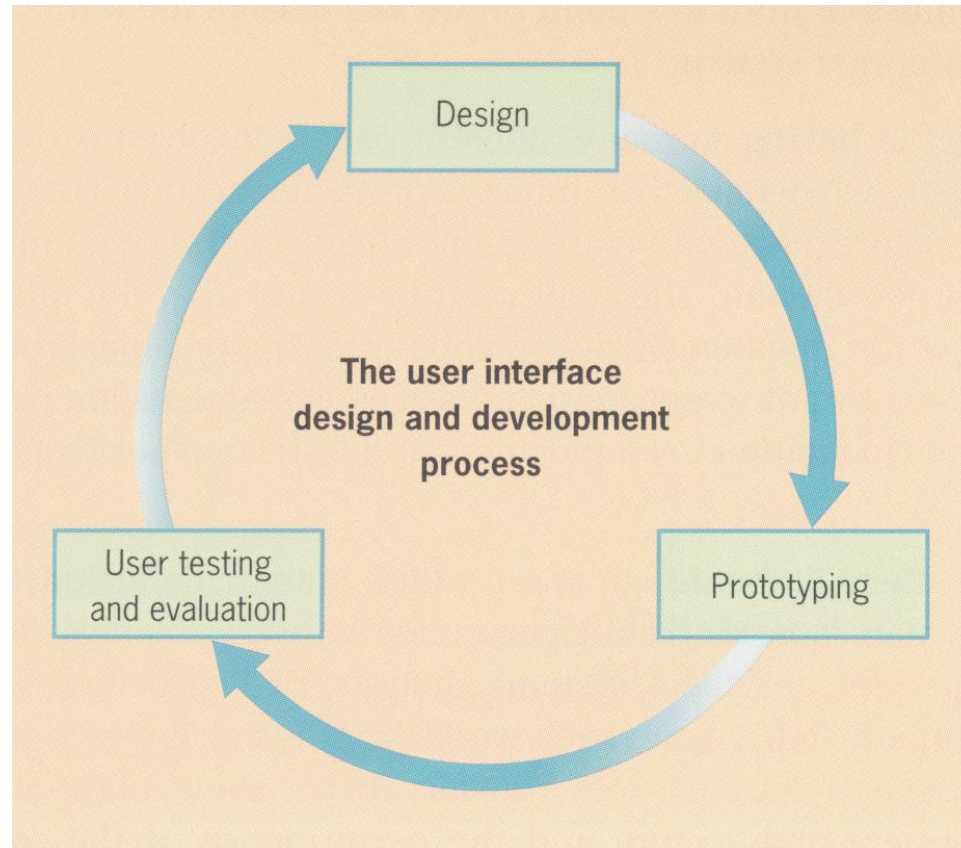 Design
The user interface
design and development
process
User testing
and evaluation
Prototyping